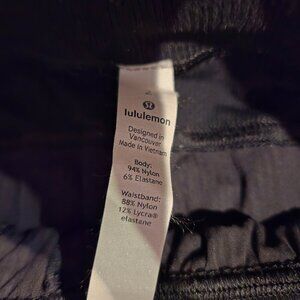 lululemon
Designed in
Vancouver
Made in Vietnam
Body:
94% Nylon
6% Elastane
Waistband:
88% Nylon
12% Lycra®
elastane